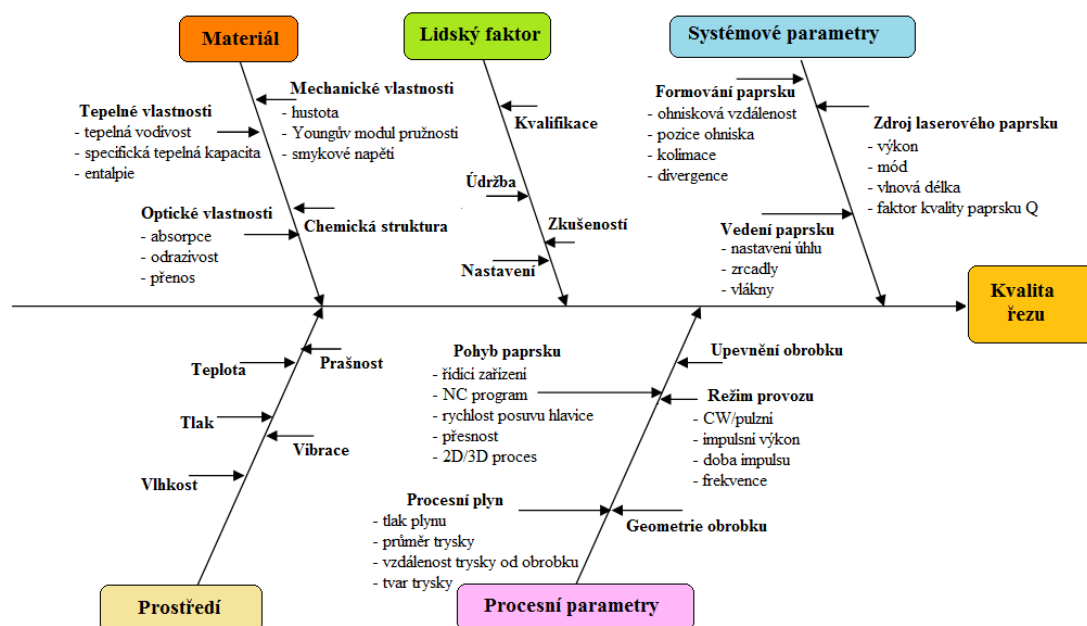 Materiál
Lidský faktor
Systémové parametry
Mechanické vlastnosti
- hustota
- Youngův modul pružnosti
- smykové napětí
Tepelné vlastnosti
- tepelná vodivost
- specifická tepelná kapacita
- entalpie
Chemická struktura
Optické vlastnosti
- absorpce
- odrazivost
- přenos
Kvalifikace
Údržba
Zkušeností
Nastavení
Formování paprsku
- ohnisková vzdálenost
- pozice ohniska
- kolimace
- divergence
Zdroj laserového paprsku
- výkon
- mód
- vlnová délka
- faktor kvality paprsku Q
Vedení paprsku
- nastavení úhlu
- zrcadly
- vlákny
Kvalita
řezu
Prašnost
Teplota
Tlak
Vibrace
Vlhkost
Pohyb paprsku
- řídící zařízení
- NC program
- rychlost posuvu hlavice
- přesnost
- 2D/3D proces
Upevnění obrobku
Režim provozu
- CW/pulzní
- impulsní výkon
- doba impulsu
- frekvence
Procesní plyn
- tlak plynu
- průměr trysky
- vzdálenost trysky od obrobku
- tvar trysky
Geometrie obrobku
Prostředí
Procesní parametry